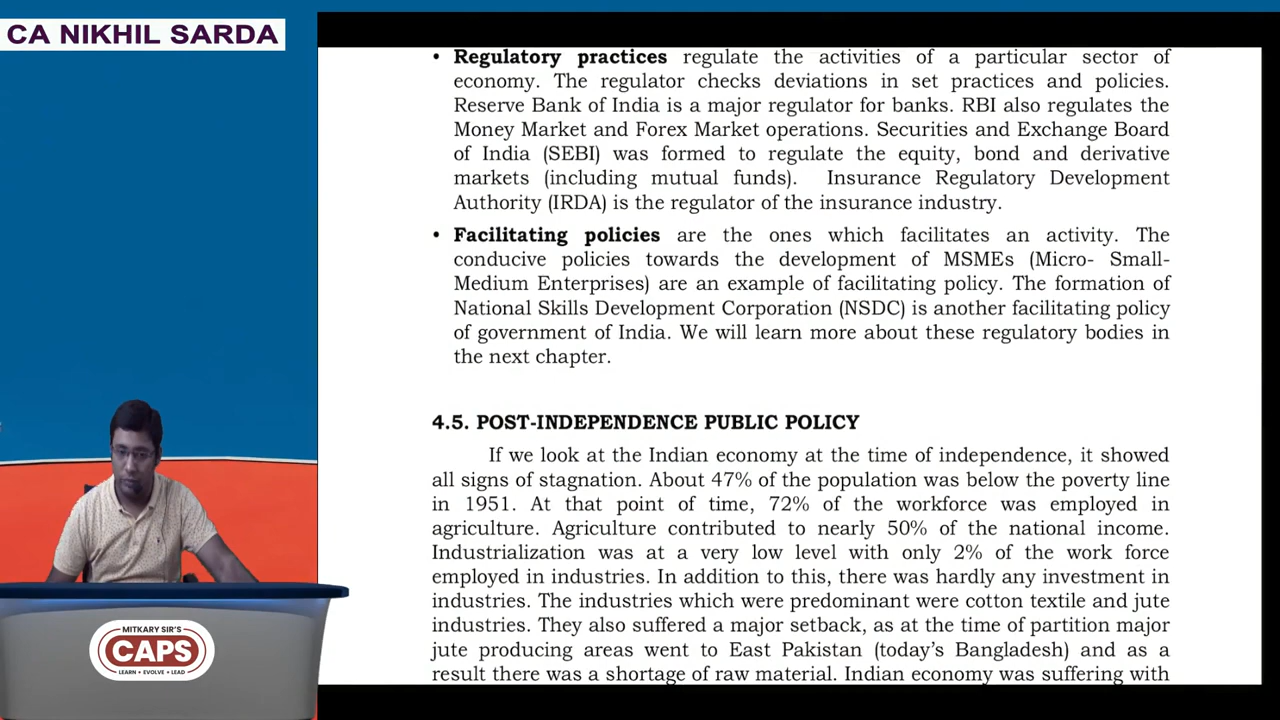 CA NIKHIL SARDA
• Regulatory practices regulate the activities of a particular sector of
economy. The regulator checks deviations in set practices and policies.
Reserve Bank of India is a major regulator for banks. RBI also regulates the
Money Market and Forex Market operations. Securities and Exchange Board
of India (SEBI) was formed to regulate the equity, bond and derivative
markets (including mutual funds). Insurance Regulatory Development
Authority (IRDA) is the regulator of the insurance industry.
• Facilitating policies are the ones which facilitates an activity. The
conducive policies towards the development of MSMEs (Micro- Small-
Medium Enterprises) are an example of facilitating policy. The formation of
National Skills Development Corporation (NSDC) is another facilitating policy
of government of India. We will learn more about these regulatory bodies in
the next chapter.
4.5. POST-INDEPENDENCE PUBLIC POLICY
If we look at the Indian economy at the time of independence, it showed
all signs of stagnation. About 47% of the population was below the poverty line
in 1951. At that point of time, 72% of the workforce was employed in
agriculture. Agriculture contributed to nearly 50% of the national income.
Industrialization was at a very low level with only 2% of the work force
employed in industries. In addition to this, there was hardly any investment in
industries. The industries which were predominant were cotton textile and jute
industries. They also suffered a major setback, as at the time of partition major
jute producing areas went to East Pakistan (today's Bangladesh) and as a
result there was a shortage of raw material. Indian economy was suffering with
MITKARY SIR'S
CAPS
LEARN • EVOLVE • LEAD